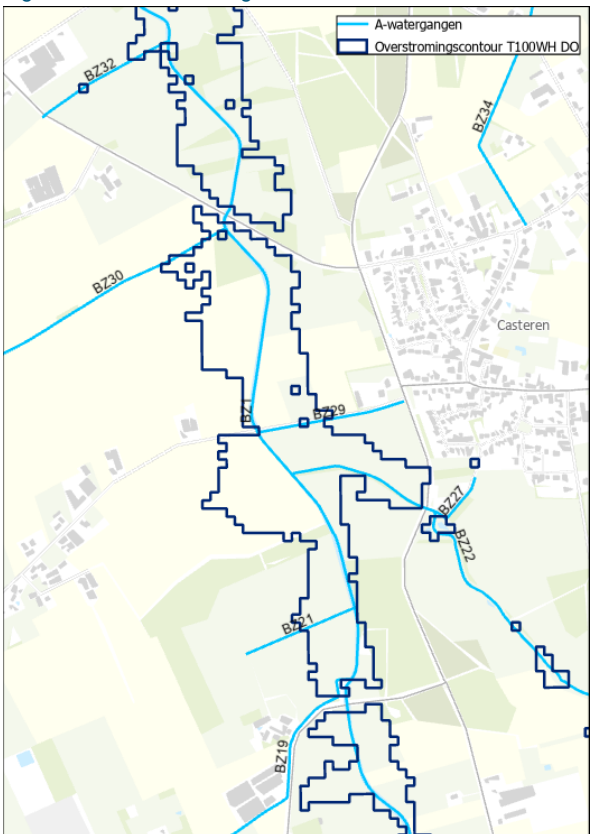 A-watergangen
Overstromingscontour T100WH DO
BZ32
BZ34
BZ30
Casteren
BZ1
BZ29
BZ27
BZ22
BZ21
BZ19